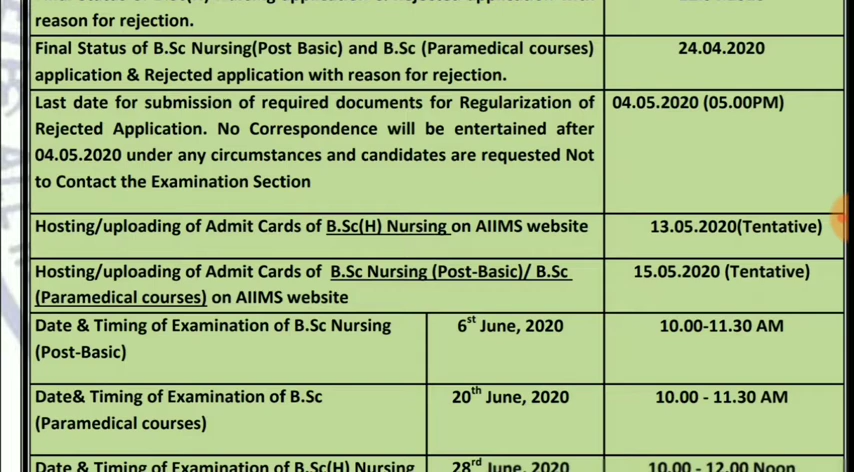 reason for rejection.
Final Status of B.Sc Nursing(Post Basic) and B.Sc (Paramedical courses) 24.04.2020
application & Rejected application with reason for rejection.
Last date for submission of required documents for Regularization of 04.05.2020 (05.00PM)
Rejected Application. No Correspondence will be entertained after
04.05.2020 under any circumstances and candidates are requested Not
to Contact the Examination Section
Hosting/uploading of Admit Cards of B.Sc(H) Nursing on AIIMS website 13.05.2020(Tentative)
Hosting/uploading of Admit Cards of B.Sc Nursing (Post-Basic)/ B.Sc 15.05.2020 (Tentative)
(Paramedical courses) on AIIMS website
Date & Timing of Examination of B.Sc Nursing 6st June, 2020 10.00-11.30 AM
(Post-Basic)
Date& Timing of Examination of B.Sc 20th June, 2020 10.00 - 11.30 AM
(Paramedical courses)
Date & Timing of Examination of B.Sc(H) Nursing 28rd June, 2020 10.00 - 12.00 Noon